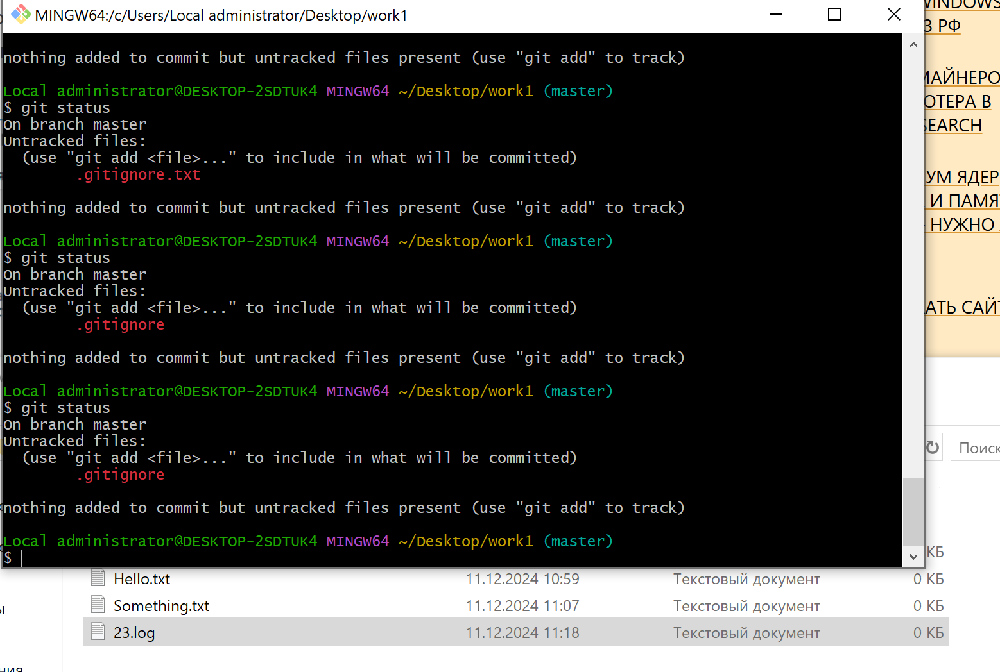 MINGW64:/c/Users/Local administrator/Desktop/work1
nothing added to commit but untracked files present (use "git add" to track)
Local administrator@DESKTOP-2SDTUK4 MINGW64 ~/Desktop/work1 (master)
$ git status
On branch master
Untracked files:
  (use "git add <file>..." to include in what will be committed)
        .gitignore.txt
nothing added to commit but untracked files present (use "git add" to track)
Local administrator@DESKTOP-2SDTUK4 MINGW64 ~/Desktop/work1 (master)
$ git status
On branch master
Untracked files:
  (use "git add <file>..." to include in what will be committed)
        .gitignore
nothing added to commit but untracked files present (use "git add" to track)
Local administrator@DESKTOP-2SDTUK4 MINGW64 ~/Desktop/work1 (master)
$ git status
On branch master
Untracked files:
  (use "git add <file>..." to include in what will be committed)
        .gitignore
nothing added to commit but untracked files present (use "git add" to track)
Local administrator@DESKTOP-2SDTUK4 MINGW64 ~/Desktop/work1 (master)
$
WINDOWS
З РФ
МАЙНЕРО
ОТЕРА В
SEARCH
УМ ЯДЕР
И ПАМЯ
НУЖНО
АТЬ САЙ
Поиск
КБ
Hello.txt 11.12.2024 10:59 Текстовый документ 0 КБ
Something.txt 11.12.2024 11:07 Текстовый документ 0 КБ
23.log 11.12.2024 11:18 Текстовый документ 0 КБ
ы
ния